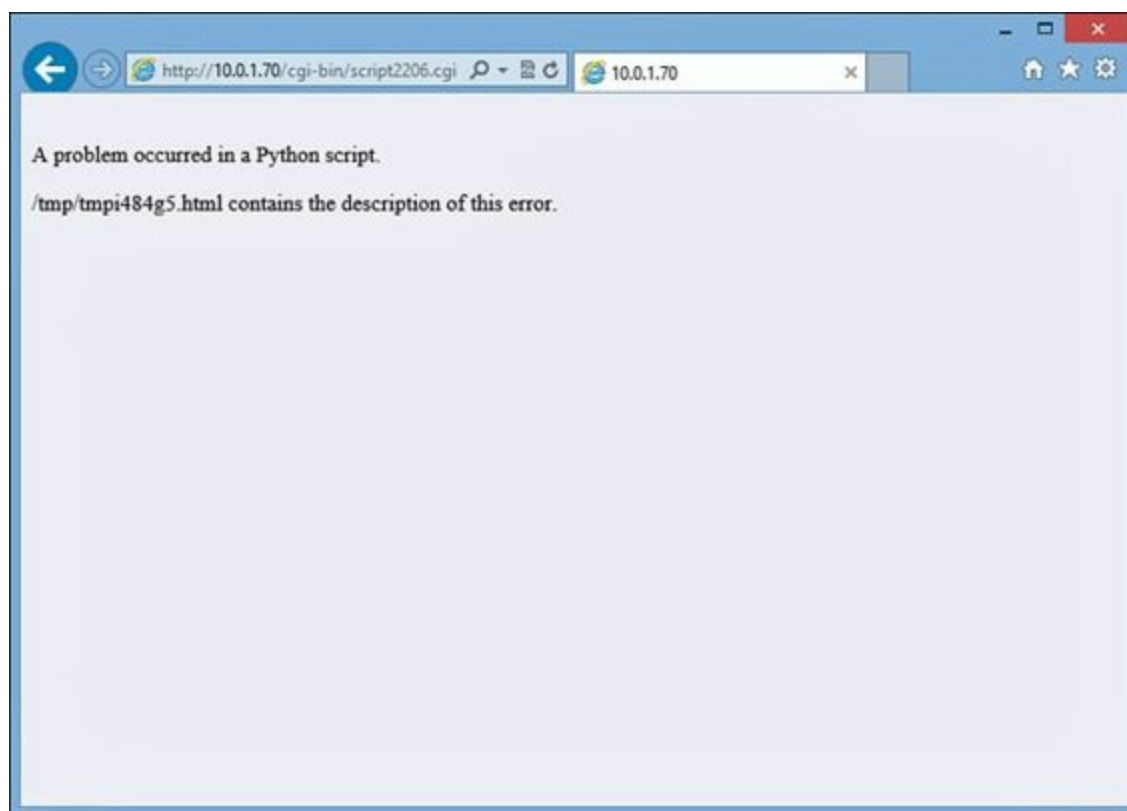 http://10.0.1.70/cgi-bin/script2206.cgi
10.0.1.70
A problem occurred in a Python script.
/tmp/tmpi484g5.html contains the description of this error.